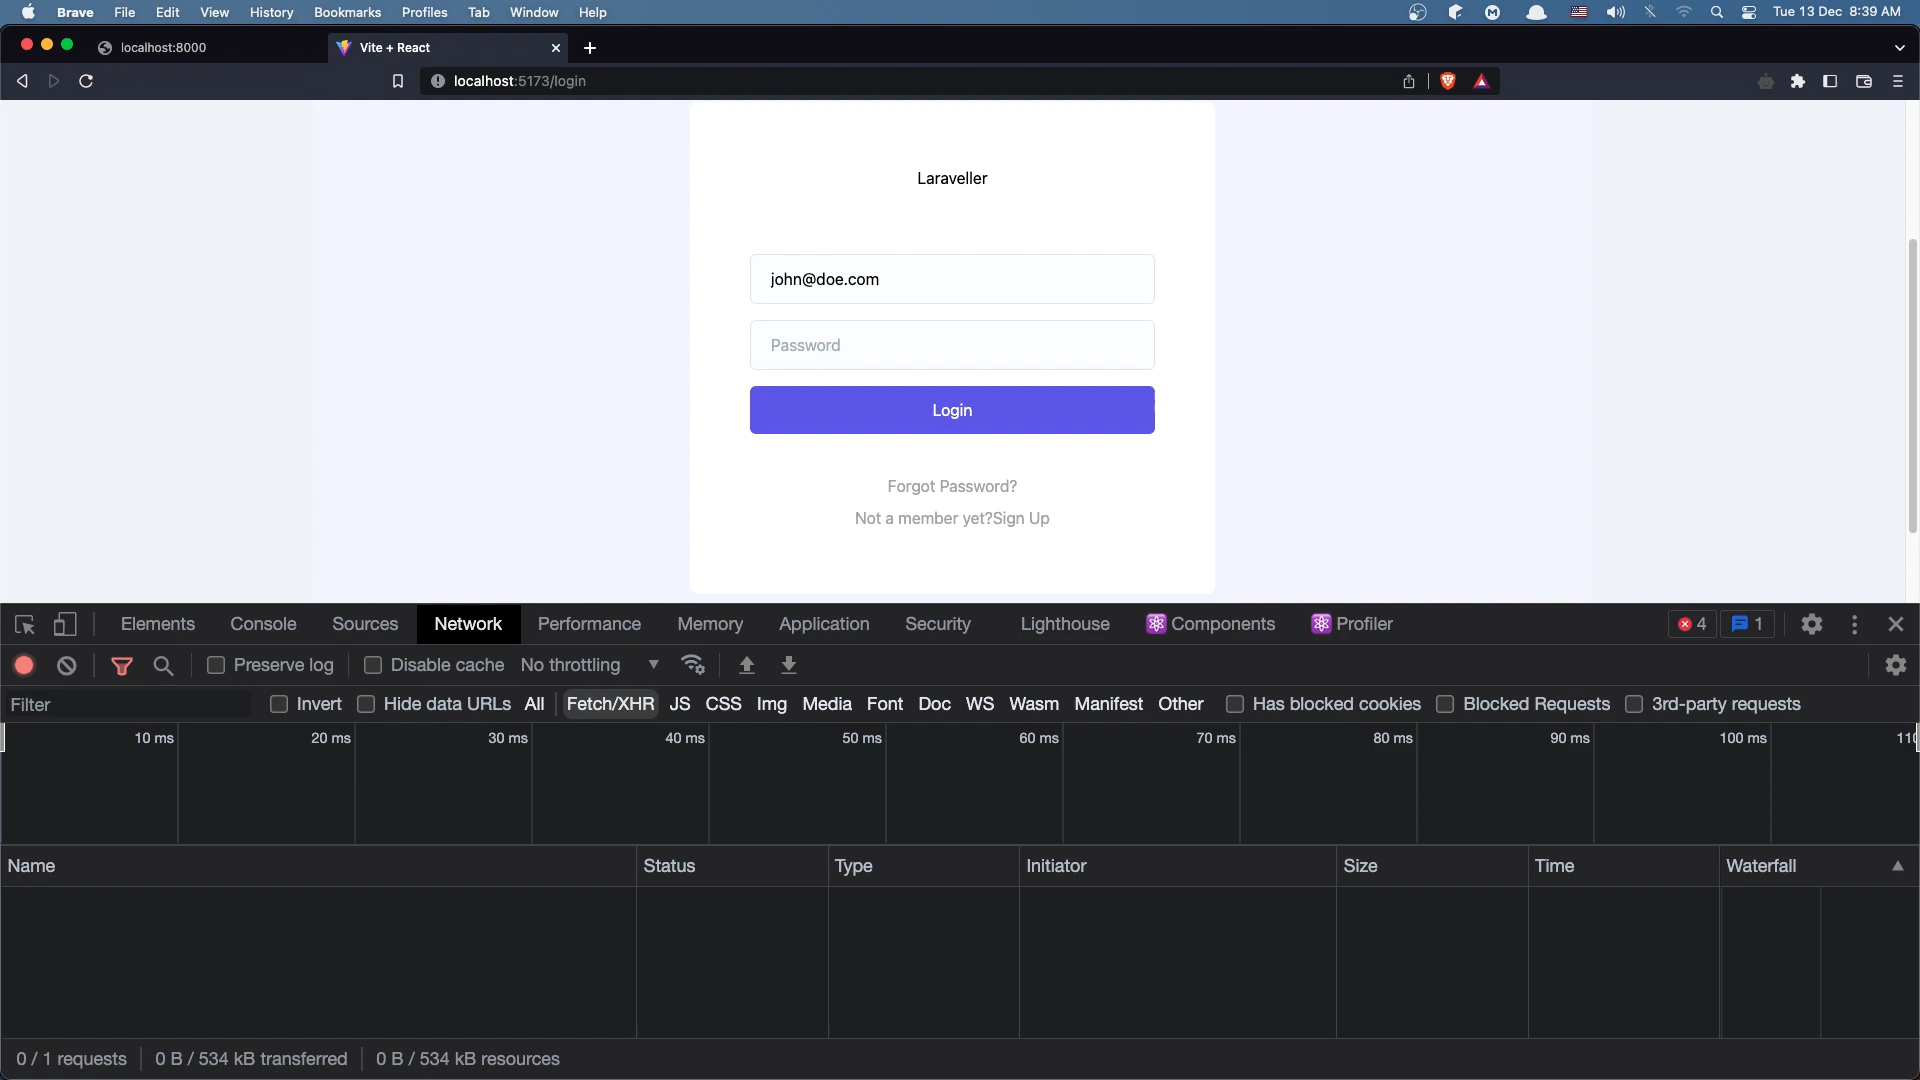 Brave File Edit View History Bookmarks Profiles Tab Window Help Tue 13 Dec 8:39 AM
localhost:8000 Vite + React
localhost:5173/login
Laraveller
john@doe.com
Password
Login
Forgot Password?
Not a member yet?Sign Up
Elements Console Sources Network Performance Memory Application Security Lighthouse Components Profiler 4 1
Preserve log Disable cache No throttling
Filter Invert Hide data URLs All Fetch/XHR JS CSS Img Media Font Doc WS Wasm Manifest Other Has blocked cookies Blocked Requests 3rd-party requests
10 ms 20 ms 30 ms 40 ms 50 ms 60 ms 70 ms 80 ms 90 ms 100 ms
Name Status Type Initiator Size Time Waterfall
0 / 1 requests 0 B / 534 kB transferred 0 B / 534 kB resources